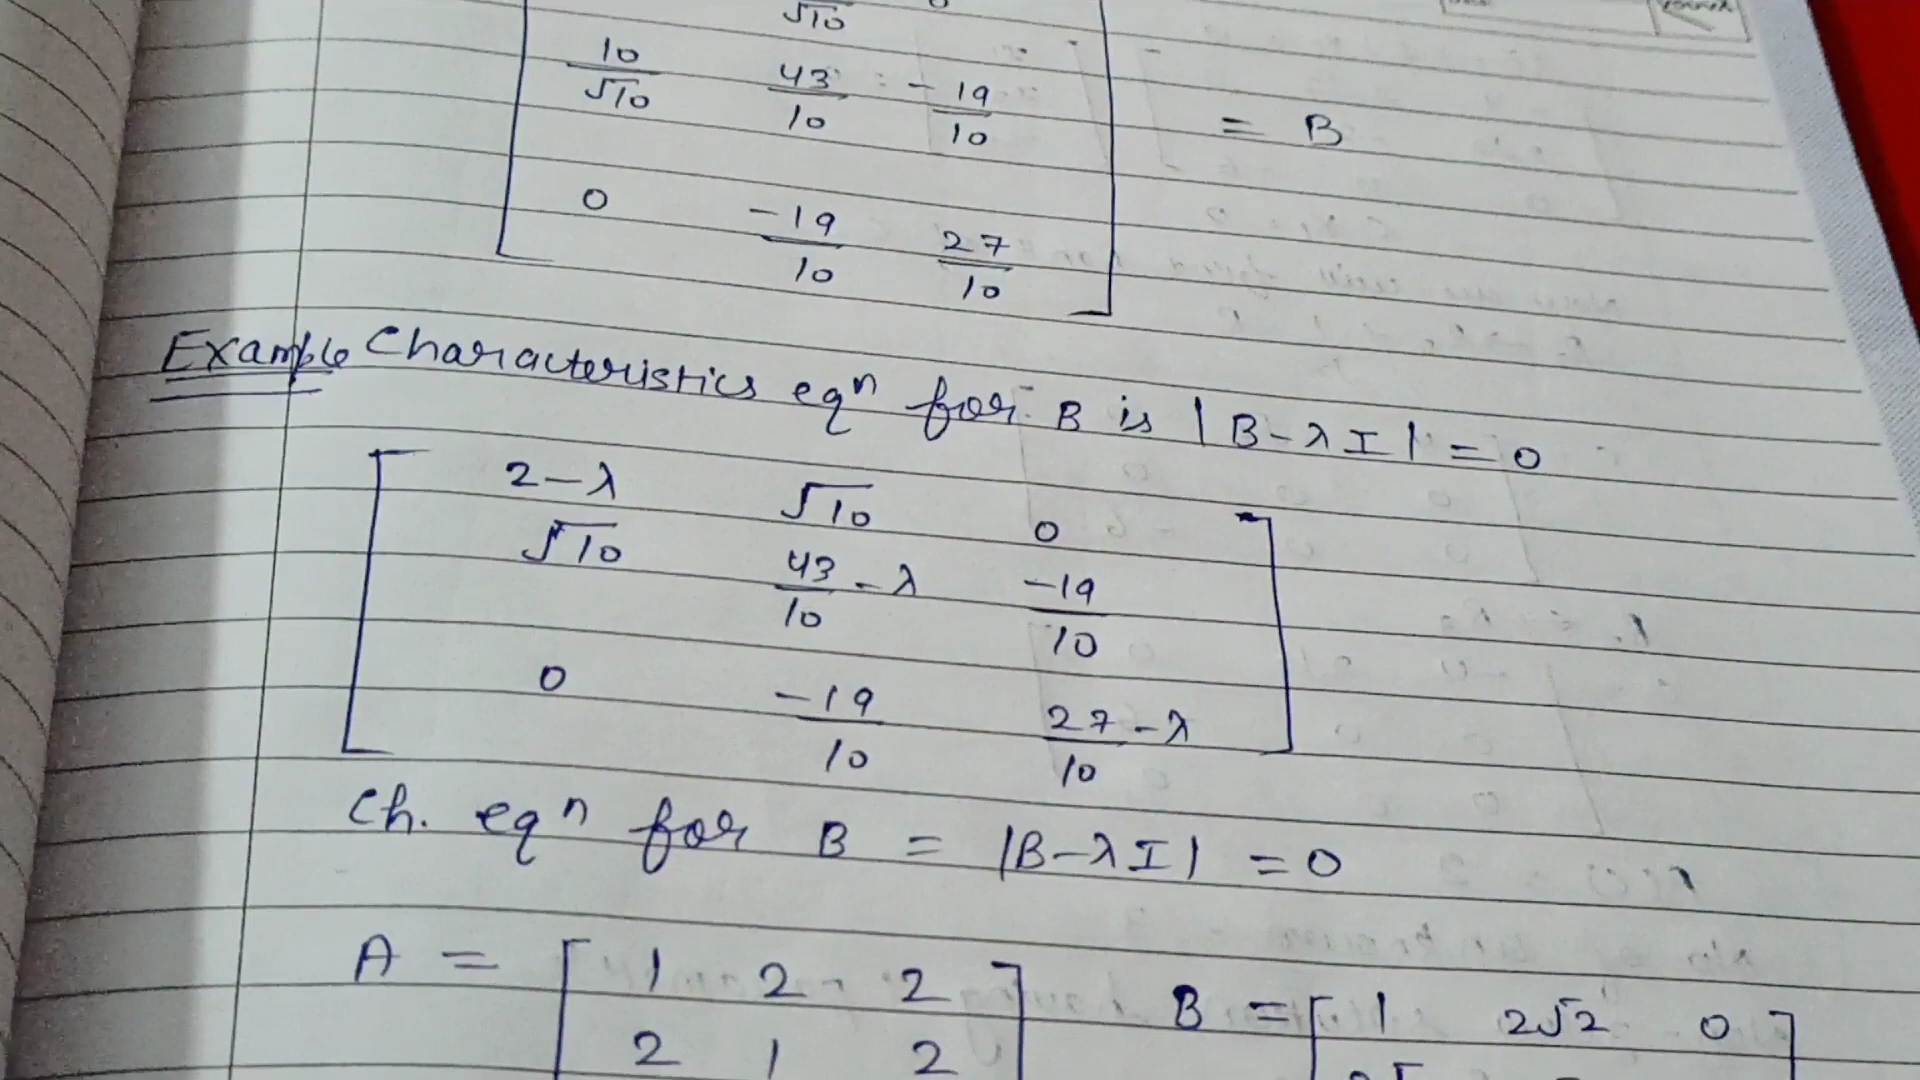 √10 0
10/√10 43/10 -19/10 = B
0 -19/10 27/10
Example Characteristics eqⁿ for B is |B-λI| = 0
2-λ √10 0
√10 43/10 - λ -19/10
0 -19/10 27/10 - λ
Ch. eqⁿ for B = |B-λI| = 0
A = [ 1 2 2 ] B = [ 1 2√2 0 ]
2 1 2